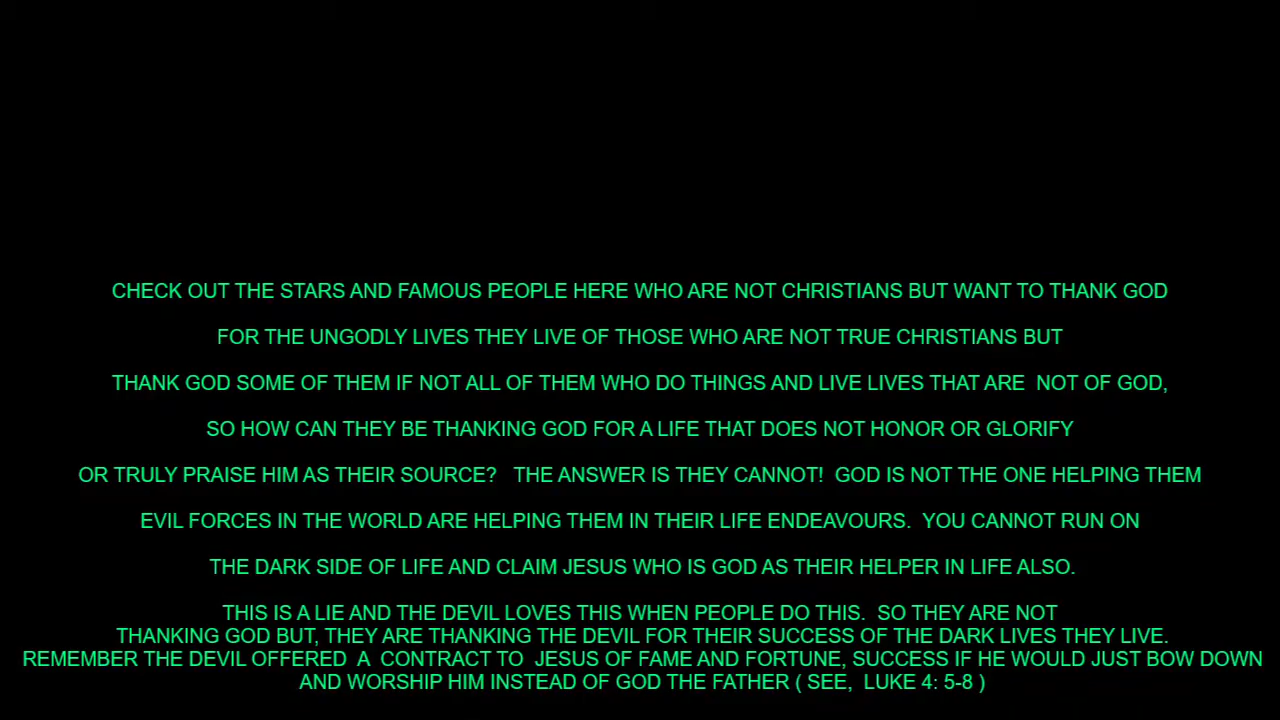 CHECK OUT THE STARS AND FAMOUS PEOPLE HERE WHO ARE NOT CHRISTIANS BUT WANT TO THANK GOD
FOR THE UNGODLY LIVES THEY LIVE OF THOSE WHO ARE NOT TRUE CHRISTIANS BUT
THANK GOD SOME OF THEM IF NOT ALL OF THEM WHO DO THINGS AND LIVE LIVES THAT ARE  NOT OF GOD,
SO HOW CAN THEY BE THANKING GOD FOR A LIFE THAT DOES NOT HONOR OR GLORIFY
OR TRULY PRAISE HIM AS THEIR SOURCE?   THE ANSWER IS THEY CANNOT!  GOD IS NOT THE ONE HELPING THEM
EVIL FORCES IN THE WORLD ARE HELPING THEM IN THEIR LIFE ENDEAVOURS.  YOU CANNOT RUN ON
THE DARK SIDE OF LIFE AND CLAIM JESUS WHO IS GOD AS THEIR HELPER IN LIFE ALSO.
THIS IS A LIE AND THE DEVIL LOVES THIS WHEN PEOPLE DO THIS.  SO THEY ARE NOT
THANKING GOD BUT, THEY ARE THANKING THE DEVIL FOR THEIR SUCCESS OF THE DARK LIVES THEY LIVE.
REMEMBER THE DEVIL OFFERED  A  CONTRACT TO  JESUS OF FAME AND FORTUNE, SUCCESS IF HE WOULD JUST BOW DOWN
AND WORSHIP HIM INSTEAD OF GOD THE FATHER ( SEE,  LUKE 4: 5-8 )